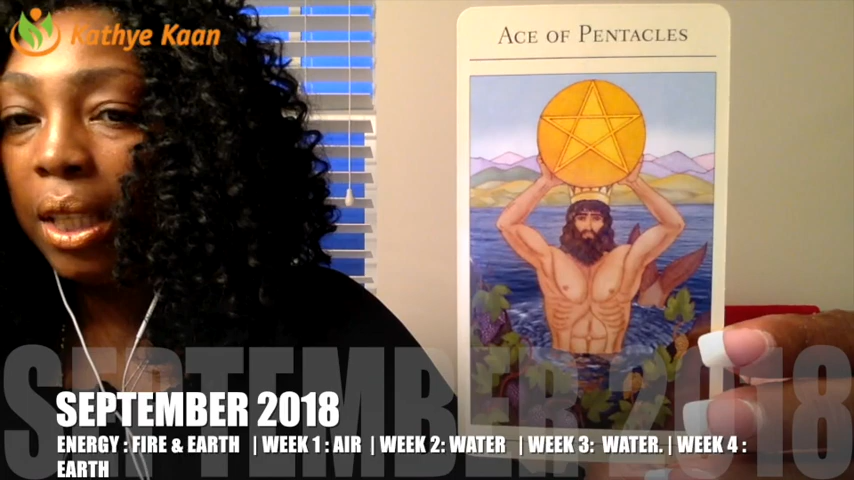 Kathye Kaan
ACE OF PENTACLES
SEPTEMBER 2018
SEPTEMBER 2018
ENERGY : FIRE & EARTH | WEEK 1 : AIR | WEEK 2: WATER | WEEK 3: WATER. | WEEK 4 :
EARTH